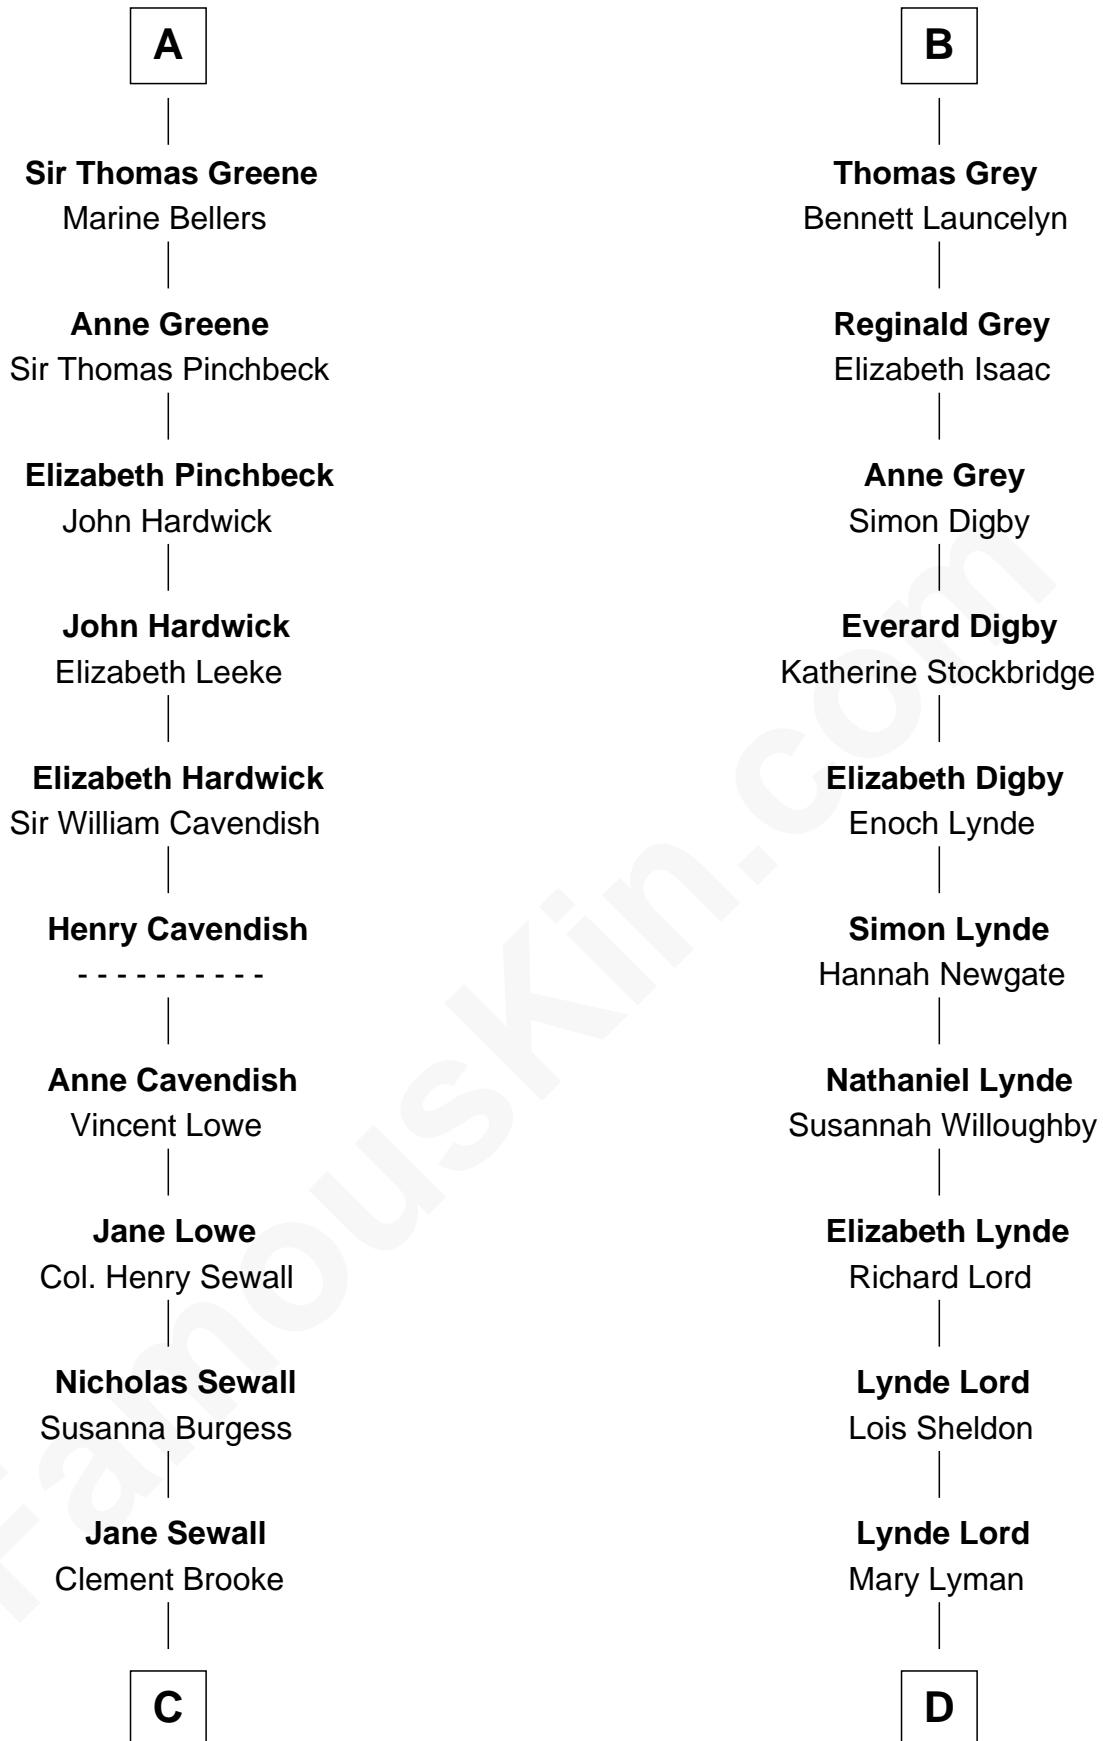 A
Sir Thomas Greene
Marine Bellers
Anne Greene
Sir Thomas Pinchbeck
Elizabeth Pinchbeck
John Hardwick
John Hardwick
Elizabeth Leeke
Elizabeth Hardwick
Sir William Cavendish
Henry Cavendish
- - - - - - - - - -
Anne Cavendish
Vincent Lowe
Jane Lowe
Col. Henry Sewall
Nicholas Sewall
Susanna Burgess
Jane Sewall
Clement Brooke
C
B
Thomas Grey
Bennett Launcelyn
Reginald Grey
Elizabeth Isaac
Anne Grey
Simon Digby
Everard Digby
Katherine Stockbridge
Elizabeth Digby
Enoch Lynde
Simon Lynde
Hannah Newgate
Nathaniel Lynde
Susannah Willoughby
Elizabeth Lynde
Richard Lord
Lynde Lord
Lois Sheldon
Lynde Lord
Mary Lyman
D
FamousKin.com